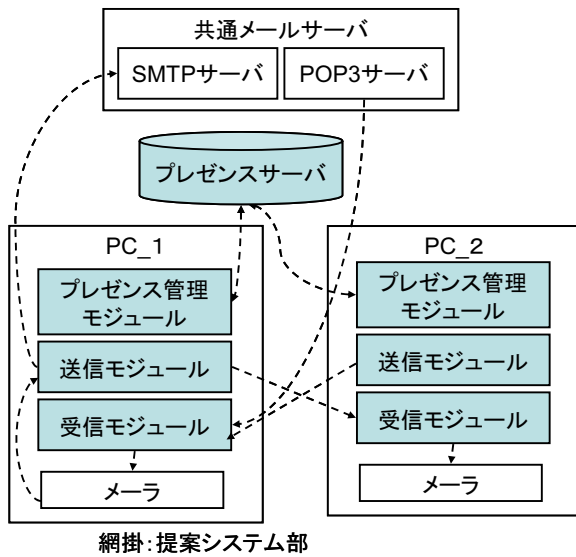 共通メールサーバ
SMTPサーバ
POP3サーバ
プレゼンスサーバ
PC_1
プレゼンス管理
モジュール
送信モジュール
受信モジュール
メーラ
PC_2
プレゼンス管理
モジュール
送信モジュール
受信モジュール
メーラ
網掛:提案システム部